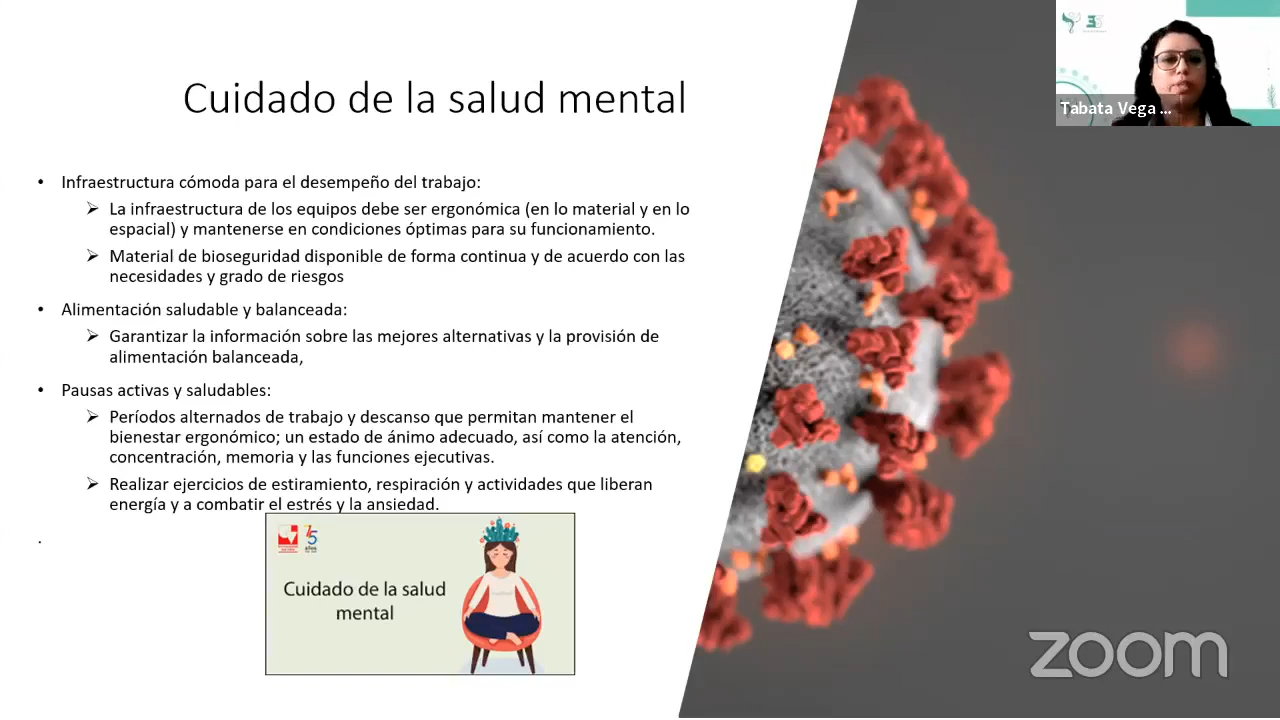 Cuidado de la salud mental
Tabata Vega ...
• Infraestructura cómoda para el desempeño del trabajo:
➢ La infraestructura de los equipos debe ser ergonómica (en lo material y en lo
espacial) y mantenerse en condiciones óptimas para su funcionamiento.
➢ Material de bioseguridad disponible de forma continua y de acuerdo con las
necesidades y grado de riesgos
• Alimentación saludable y balanceada:
➢ Garantizar la información sobre las mejores alternativas y la provisión de
alimentación balanceada,
• Pausas activas y saludables:
➢ Períodos alternados de trabajo y descanso que permitan mantener el
bienestar ergonómico; un estado de ánimo adecuado, así como la atención,
concentración, memoria y las funciones ejecutivas.
➢ Realizar ejercicios de estiramiento, respiración y actividades que liberan
energía y a combatir el estrés y la ansiedad.
.
75
años
Cuidado de la salud
mental
zoom